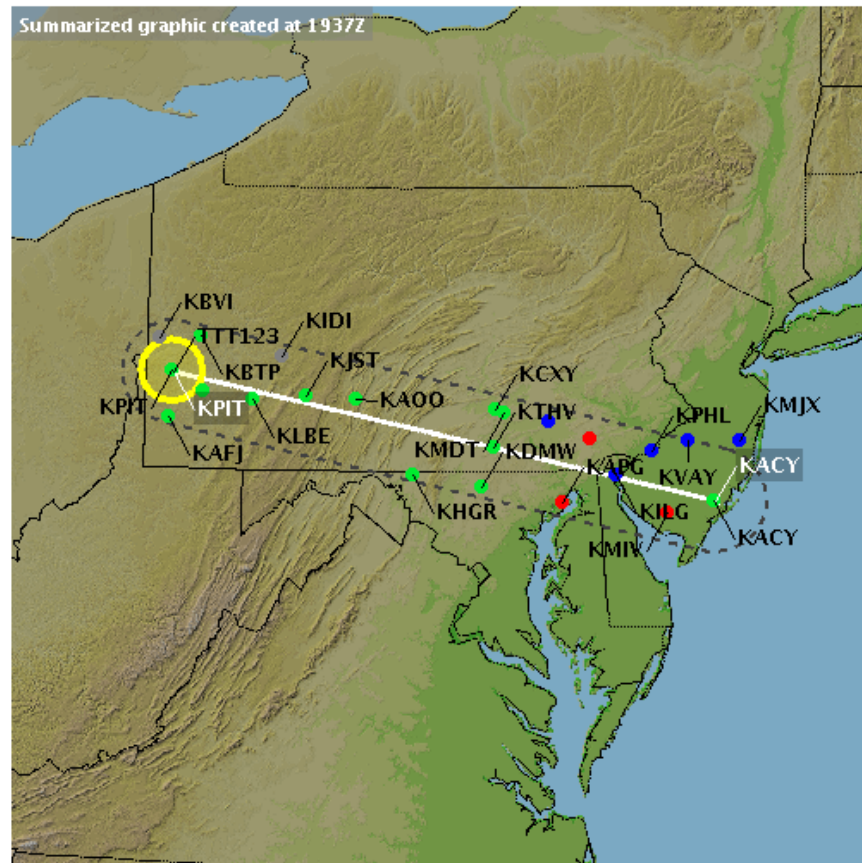 Summarized graphic created at 1937Z
KBVI
TTT123
KIDI
KBTP
KJST
KPIT
KPIT
KAFJ
KLBE
KAOO
KCXY
KTHV
KMDT
KDMW
KHGR
KAPG
KPHL
KMJX
KVAY
KACY
KILG
KMIV
KACY